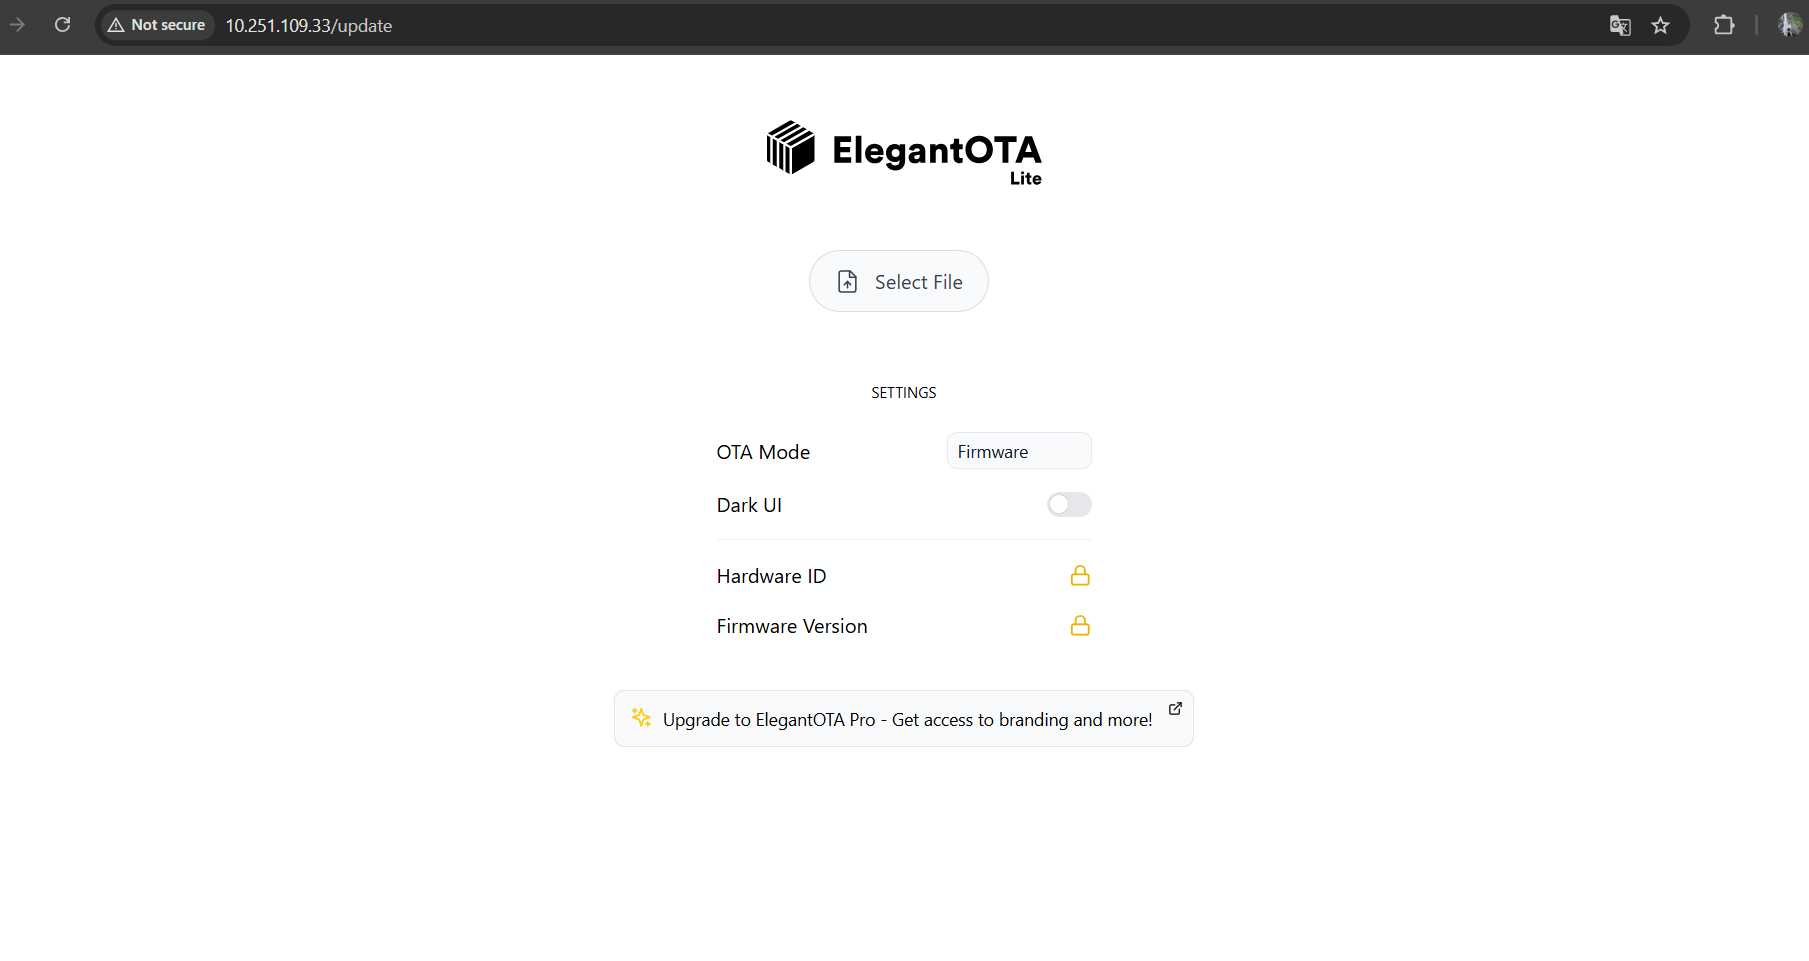 Not secure 10.251.109.33/update
ElegantOTA
Lite
Select File
SETTINGS
OTA Mode Firmware
Dark UI
Hardware ID
Firmware Version
Upgrade to ElegantOTA Pro - Get access to branding and more!